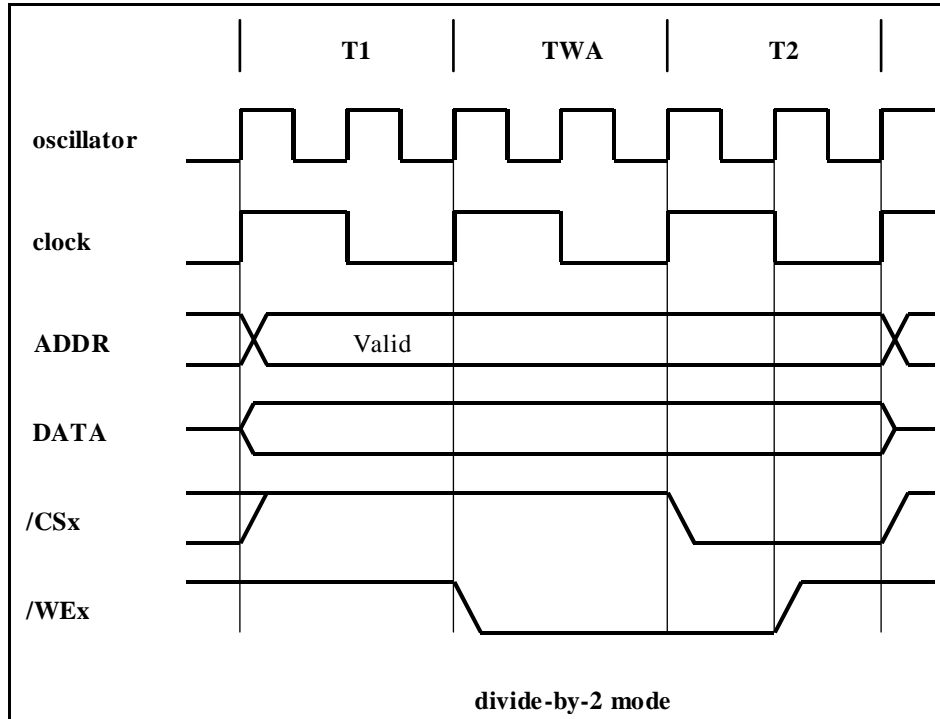 T1 TWA T2
oscillator
clock
ADDR Valid
DATA
/CSx
/WEx
divide-by-2 mode